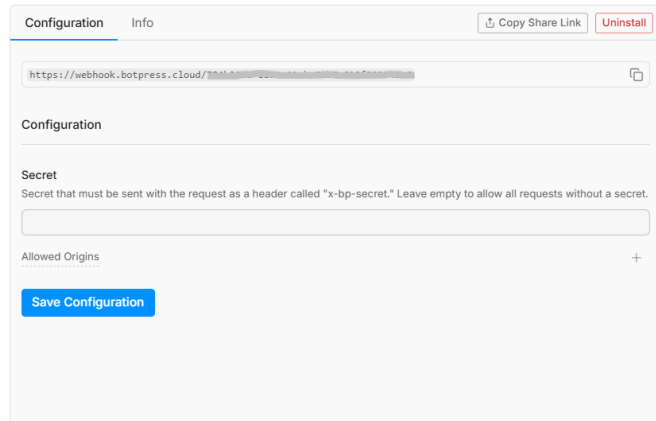 Configuration Info Copy Share Link Uninstall
https://webhook.botpress.cloud/
Configuration
Secret
Secret that must be sent with the request as a header called "x-bp-secret." Leave empty to allow all requests without a secret.
Allowed Origins
Save Configuration